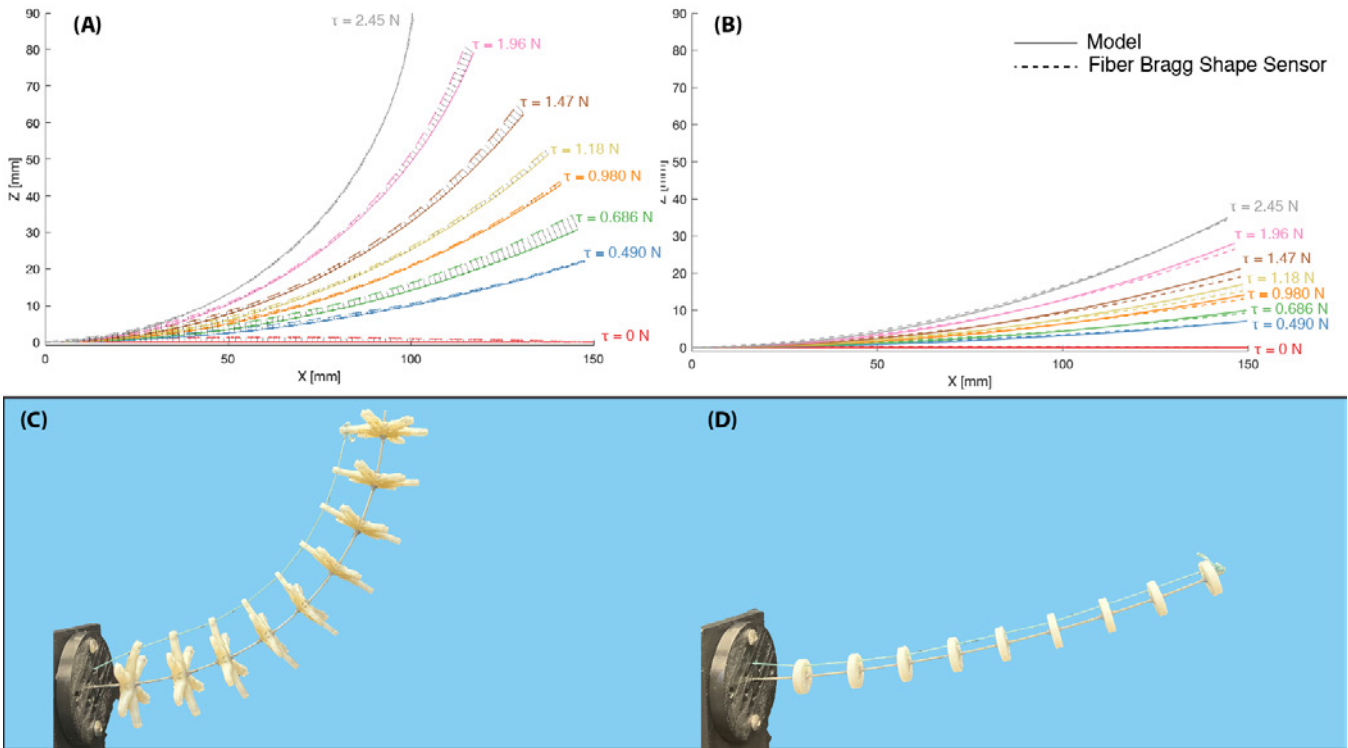 (A)
90
80
70
60
50
40
30
20
10
0
Z [mm]
0
50
100
150
X [mm]
τ = 2.45 N
τ = 1.96 N
τ = 1.47 N
τ = 1.18 N
τ = 0.980 N
τ = 0.686 N
τ = 0.490 N
τ = 0 N
(B)
Model
Fiber Bragg Shape Sensor
90
80
70
60
50
40
30
20
10
0
Z [mm]
0
50
100
150
X [mm]
τ = 2.45 N
τ = 1.96 N
τ = 1.47 N
τ = 1.18 N
τ = 0.980 N
τ = 0.686 N
τ = 0.490 N
τ = 0 N
(C)
(D)